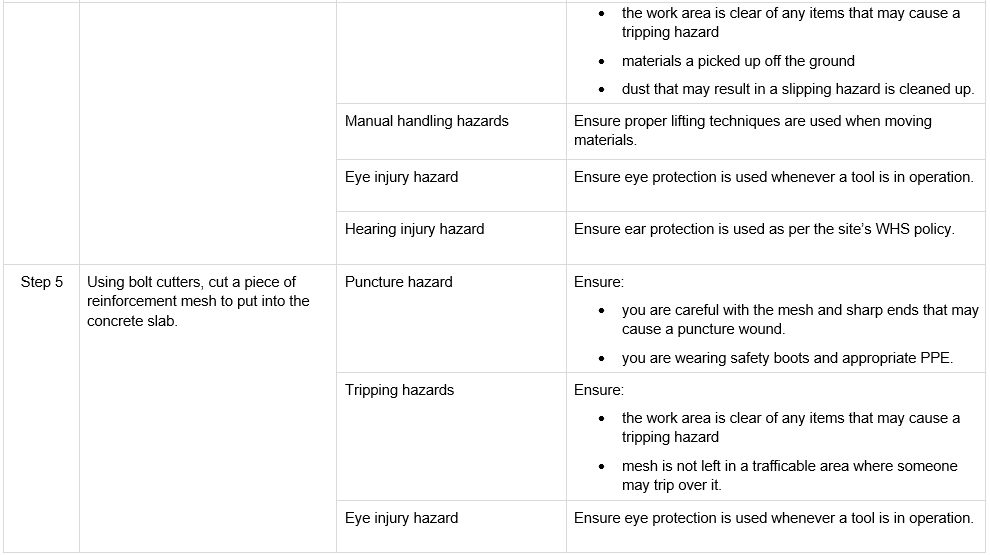 • the work area is clear of any items that may cause a
tripping hazard
• materials a picked up off the ground
• dust that may result in a slipping hazard is cleaned up.
Manual handling hazards
Ensure proper lifting techniques are used when moving
materials.
Eye injury hazard
Ensure eye protection is used whenever a tool is in operation.
Hearing injury hazard
Ensure ear protection is used as per the site’s WHS policy.
Step 5
Using bolt cutters, cut a piece of
reinforcement mesh to put into the
concrete slab.
Puncture hazard
Ensure:
• you are careful with the mesh and sharp ends that may
cause a puncture wound.
• you are wearing safety boots and appropriate PPE.
Tripping hazards
Ensure:
• the work area is clear of any items that may cause a
tripping hazard
• mesh is not left in a trafficable area where someone
may trip over it.
Eye injury hazard
Ensure eye protection is used whenever a tool is in operation.